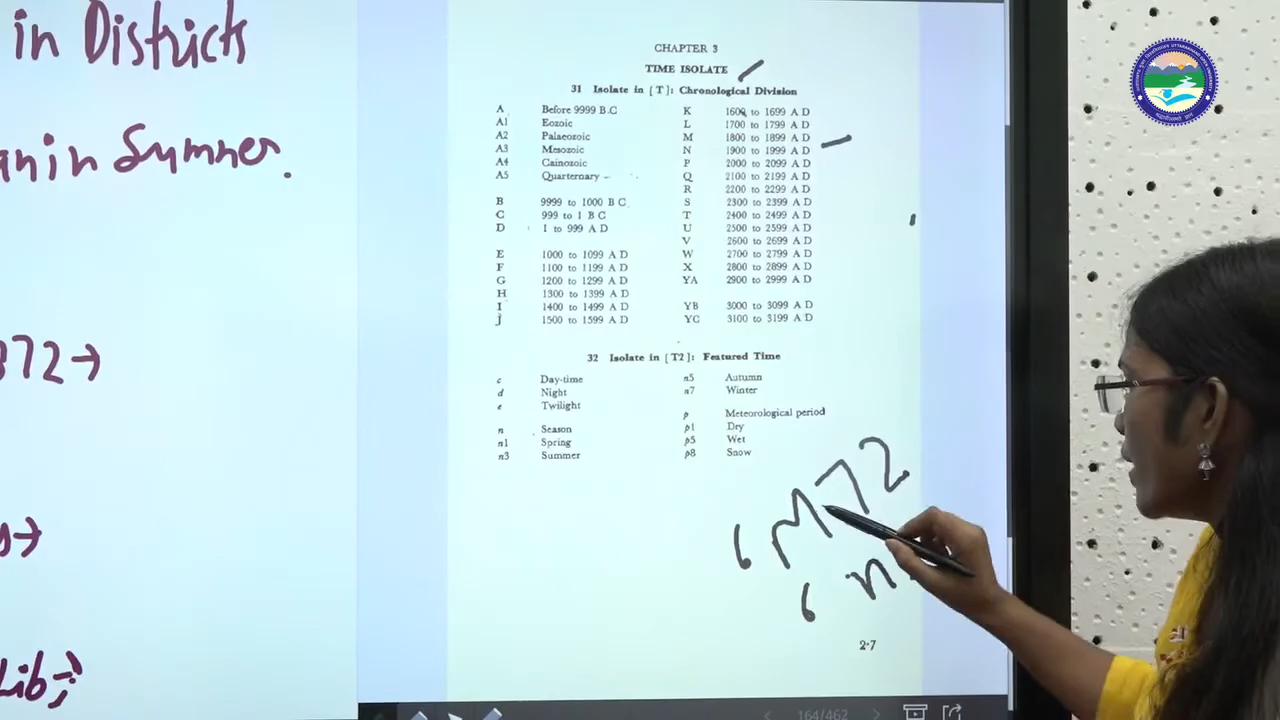 in Districts
an in Summer.
372→
s→
Lib;→
CHAPTER 3
TIME ISOLATE
31 Isolate in [T]: Chronological Division
A Before 9999 B.C
A1 Eozoic
A2 Palaeozoic
A3 Mesozoic
A4 Cainozoic
A5 Quarternary
B 9999 to 1000 B C
C 999 to 1 B C
D 1 to 999 A D
E 1000 to 1099 A D
F 1100 to 1199 A D
G 1200 to 1299 A D
H 1300 to 1399 A D
I 1400 to 1499 A D
J 1500 to 1599 A D
K 1600 to 1699 A D
L 1700 to 1799 A D
M 1800 to 1899 A D
N 1900 to 1999 A D
P 2000 to 2099 A D
Q 2100 to 2199 A D
R 2200 to 2299 A D
S 2300 to 2399 A D
T 2400 to 2499 A D
U 2500 to 2599 A D
V 2600 to 2699 A D
W 2700 to 2799 A D
X 2800 to 2899 A D
YA 2900 to 2999 A D
YB 3000 to 3099 A D
YC 3100 to 3199 A D
32 Isolate in [T2]: Featured Time
c Day-time
d Night
e Twilight
n Season
n1 Spring
n3 Summer
n5 Autumn
n7 Winter
p Meteorological period
p1 Dry
p5 Wet
p8 Snow
‘M72
‘n
2·7
164/462